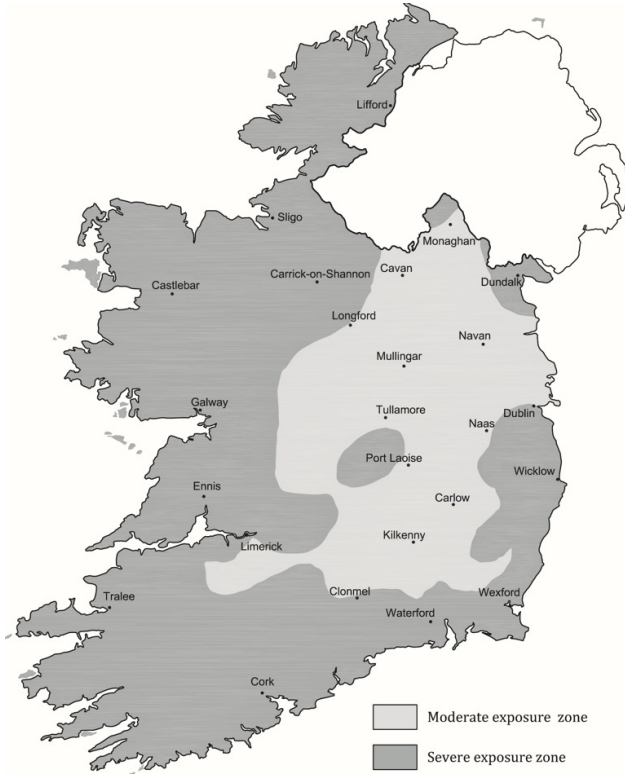 Lifford
Sligo
Monaghan
Cavan
Carrick-on-Shannon
Dundalk
Castlebar
Longford
Navan
Mullingar
Galway
Tullamore
Dublin
Naas
Port Laoise
Wicklow
Ennis
Carlow
Kilkenny
Limerick
Clonmel
Wexford
Tralee
Waterford
Cork
Moderate exposure zone
Severe exposure zone